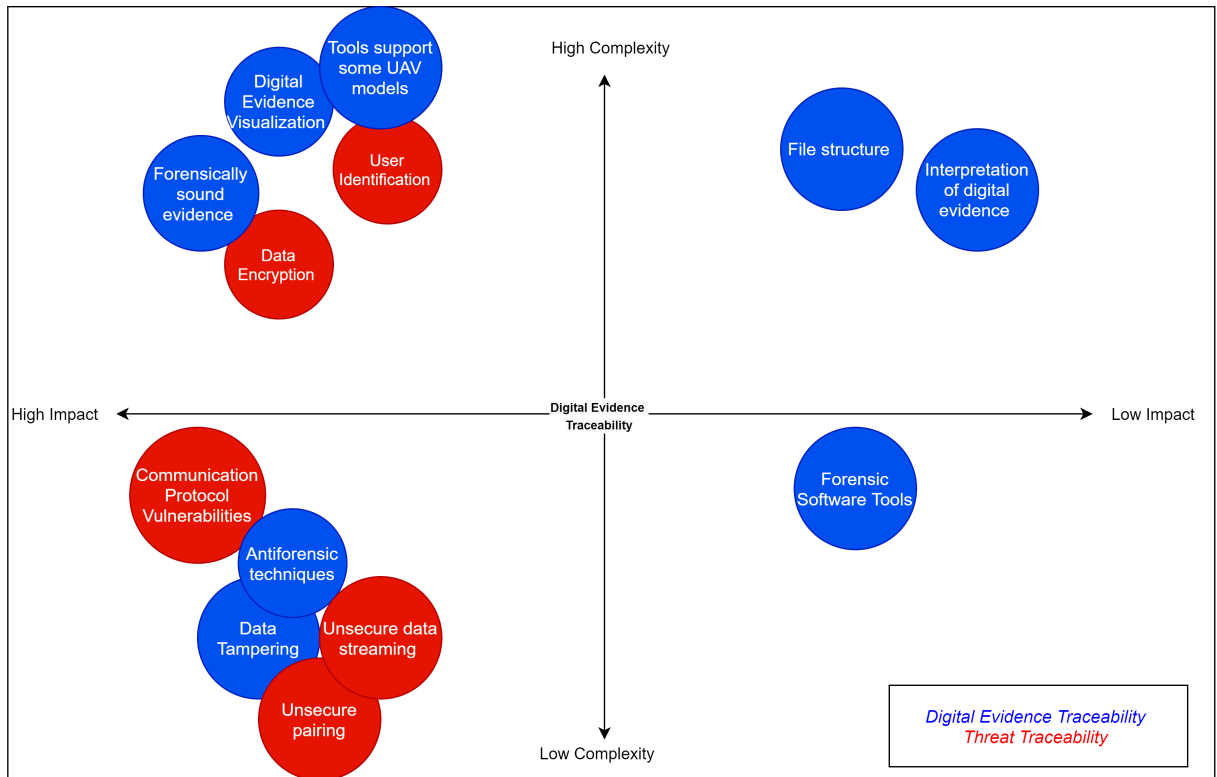 High Complexity
Tools support
some UAV
models
Digital
Evidence
Visualization
User
Identification
Forensically
sound
evidence
Data
Encryption
File structure
Interpretation
of digital
evidence
High Impact
Digital Evidence
Traceability
Low Impact
Communication
Protocol
Vulnerabilities
Antiforensic
techniques
Data
Tampering
Unsecure data
streaming
Unsecure
pairing
Forensic
Software Tools
Low Complexity
Digital Evidence Traceability
Threat Traceability